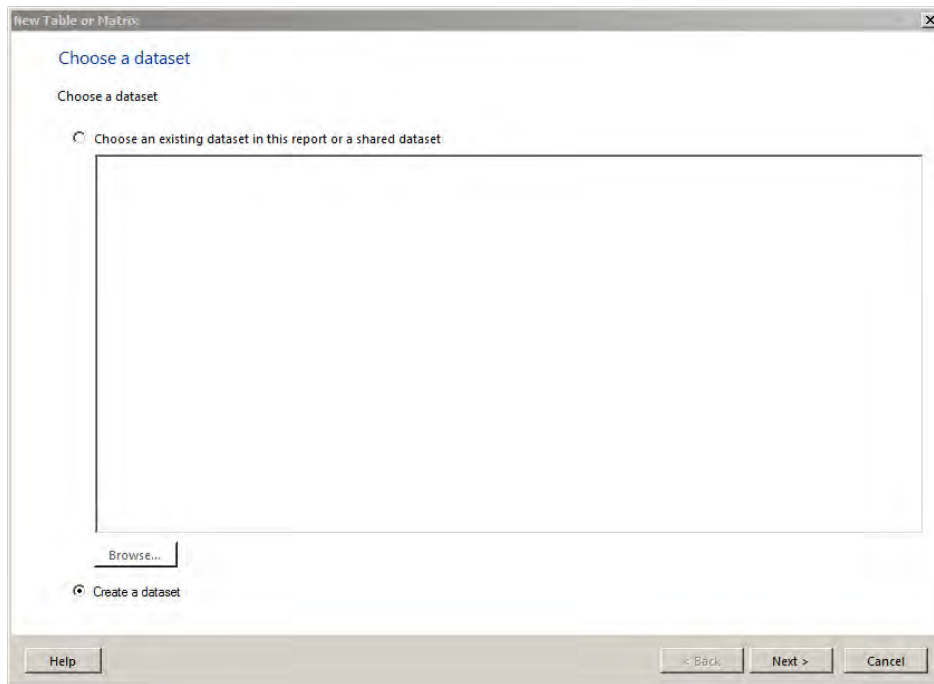 New Table or Matrix
Choose a dataset
Choose a dataset
Choose an existing dataset in this report or a shared dataset
Browse...
Create a dataset
Help
< Back
Next >
Cancel